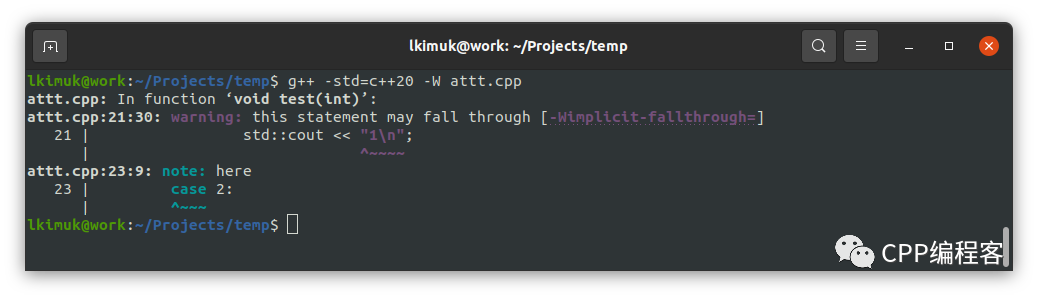 lkimuk@work: ~/Projects/temp
lkimuk@work:~/Projects/temp$ g++ -std=c++20 -W attt.cpp
attt.cpp: In function ‘void test(int)’:
attt.cpp:21:30: warning: this statement may fall through [-Wimplicit-fallthrough=]
   21 |                 std::cout << "1\n";
      |                              ^~~~~
attt.cpp:23:9: note: here
   23 |         case 2:
      |         ^~~~
lkimuk@work:~/Projects/temp$
CPP编程客